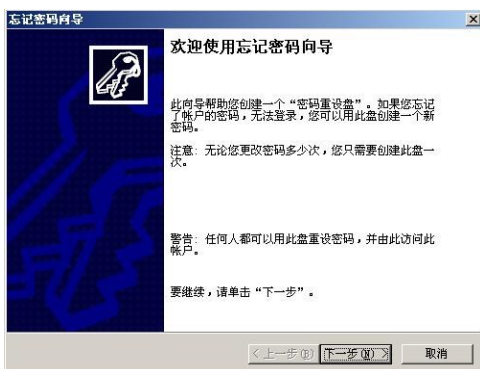 忘记密码向导
欢迎使用忘记密码向导
此向导帮助您创建一个“密码重设盘”。如果您忘记
了帐户的密码，无法登录，您可以用此盘创建一个新
密码。
注意: 无论您更改密码多少次，您只需要创建此盘一
次。
警告: 任何人都可以用此盘重设密码，并由此访问此
帐户。
要继续，请单击“下一步”。
< 上一步(B)
下一步(N) >
取消